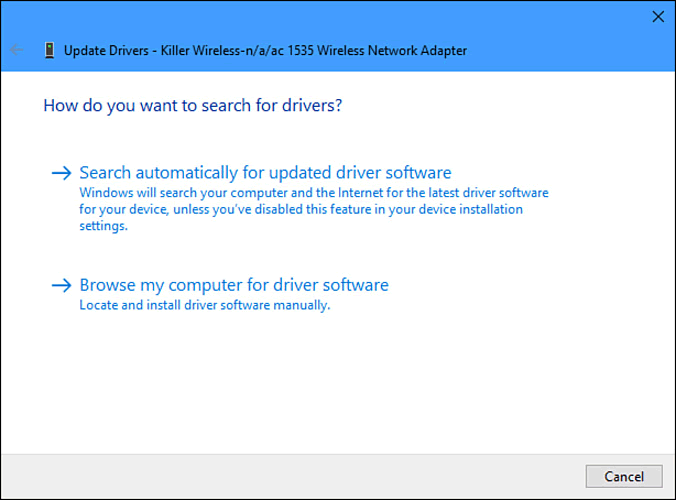 Update Drivers - Killer Wireless-n/a/ac 1535 Wireless Network Adapter
How do you want to search for drivers?
Search automatically for updated driver software
Windows will search your computer and the Internet for the latest driver software
for your device, unless you've disabled this feature in your device installation
settings.
Browse my computer for driver software
Locate and install driver software manually.
Cancel